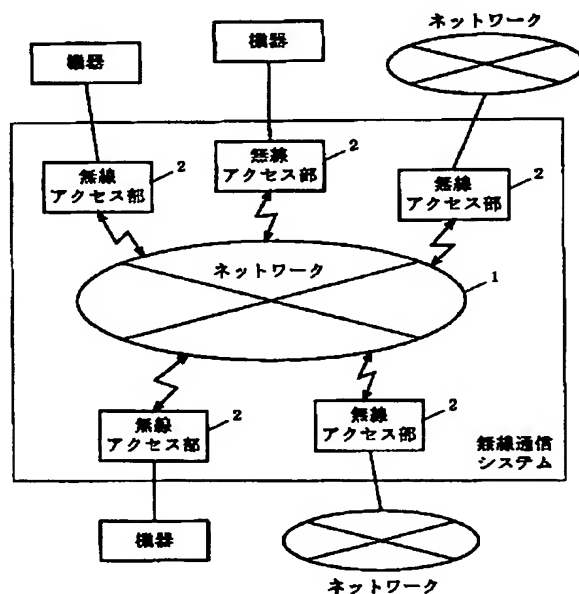 ネットワーク
機器
機器
無線
アクセス部
2
無線
アクセス部
2
無線
アクセス部
2
ネットワーク
1
無線
アクセス部
2
無線
アクセス部
2
無線通信
システム
機器
ネットワーク